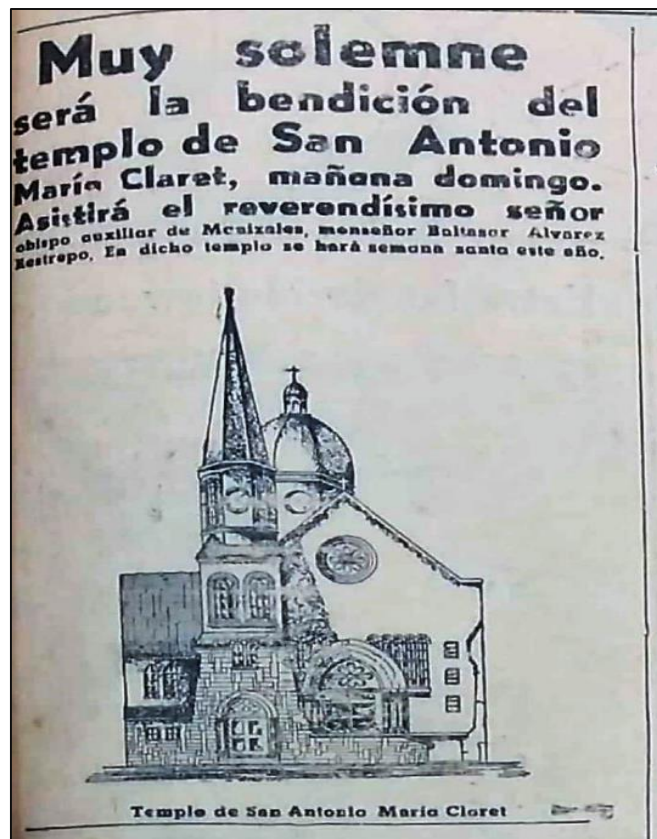 Muy solemne
será la bendición del
templo de San Antonio
María Claret, mañana domingo.
Asistirá el reverendísimo señor
obispo auxiliar de Manizales, monseñor Baltasar Alvarez
Restrepo. En dicho templo se hará semana santa este año.
Templo de San Antonio María Claret